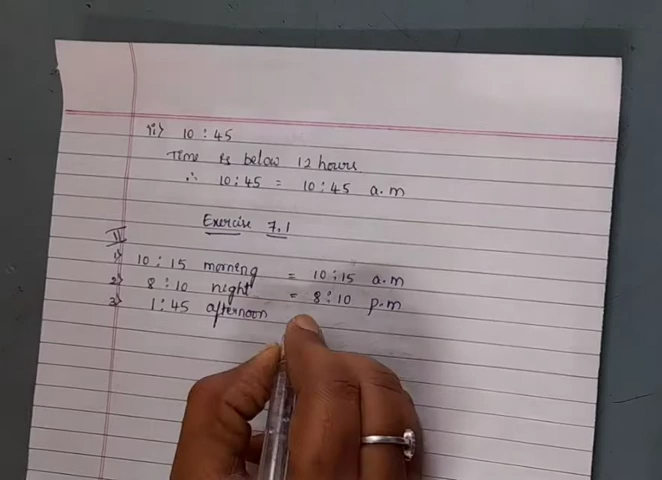 ii) 10 : 45
Time is below 12 hours
∴ 10:45 = 10:45 a.m
Exercise 7.1
II
1) 10 : 15 morning = 10:15 a.m
2) 8:10 night = 8:10 p.m
3) 1:45 afternoon